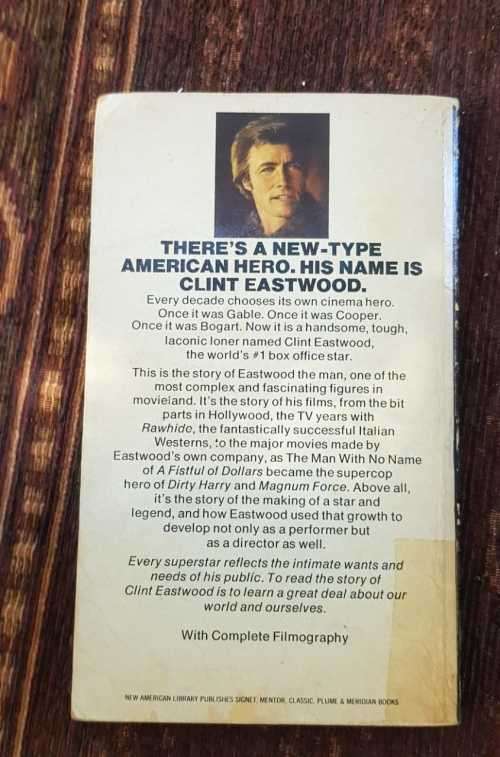 THERE'S A NEW-TYPE
AMERICAN HERO. HIS NAME IS
CLINT EASTWOOD.
Every decade chooses its own cinema hero.
Once it was Gable. Once it was Cooper.
Once it was Bogart. Now it is a handsome, tough,
laconic loner named Clint Eastwood,
the world's #1 box office star.
This is the story of Eastwood the man, one of the
most complex and fascinating figures in
movieland. It's the story of his films, from the bit
parts in Hollywood, the TV years with
Rawhide, the fantastically successful Italian
Westerns, to the major movies made by
Eastwood's own company, as The Man With No Name
of A Fistful of Dollars became the supercop
hero of Dirty Harry and Magnum Force. Above all,
it's the story of the making of a star and
legend, and how Eastwood used that growth to
develop not only as a performer but
as a director as well.
Every superstar reflects the intimate wants and
needs of his public. To read the story of
Clint Eastwood is to learn a great deal about our
world and ourselves.
With Complete Filmography
NEW AMERICAN LIBRARY PUBLISHES SIGNET, MENTOR, CLASSIC, PLUME & MERIDIAN BOOKS